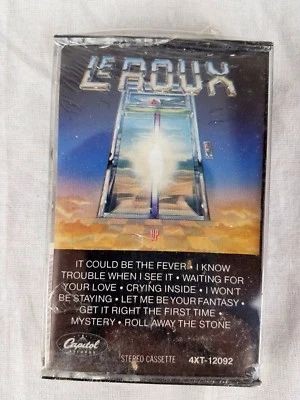 LE ROUX
UP
IT COULD BE THE FEVER • I KNOW
TROUBLE WHEN I SEE IT • WAITING FOR
YOUR LOVE • CRYING INSIDE • I WON'T
BE STAYING • LET ME BE YOUR FANTASY •
GET IT RIGHT THE FIRST TIME •
MYSTERY • ROLL AWAY THE STONE
Capitol
RECORDS
STEREO CASSETTE 4XT-12092